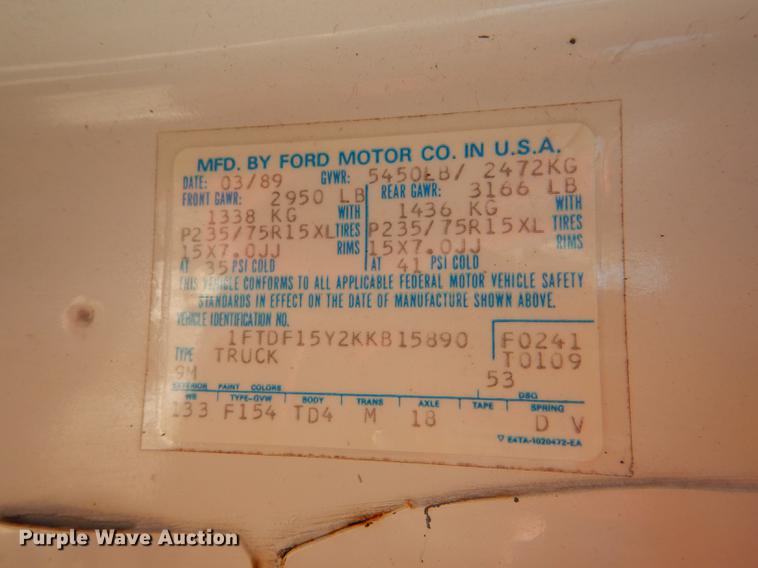 MFD. BY FORD MOTOR CO. IN U.S.A.
DATE: 03/89 GVWR: 5450LB/ 2472KG
FRONT GAWR: 2950 LB REAR GAWR: 3166 LB
1338 KG WITH 1436 KG WITH
P235/75R15XL TIRES P235/75R15XL TIRES
15X7.0JJ RIMS 15X7.0JJ RIMS
AT 35 PSI COLD AT 41 PSI COLD
THIS VEHICLE CONFORMS TO ALL APPLICABLE FEDERAL MOTOR VEHICLE SAFETY
STANDARDS IN EFFECT ON THE DATE OF MANUFACTURE SHOWN ABOVE.
VEHICLE IDENTIFICATION NO.
1FTDF15Y2KKB15890 F0241
TYPE TRUCK T0109
9M 53
EXTERIOR PAINT COLORS DSO
WB TYPE-GVW BODY TRANS AXLE TAPE SPRING
133 F154 TD4 M 18 D V
E4TA-1020472-EA
Purple Wave Auction